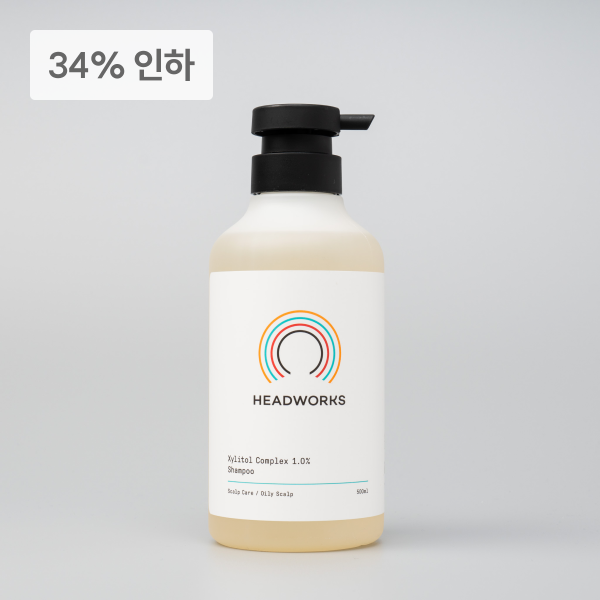 34% 인하
HEADWORKS
Xylitol Complex 1.0%
Shampoo
Scalp Care / Oily Scalp 500ml